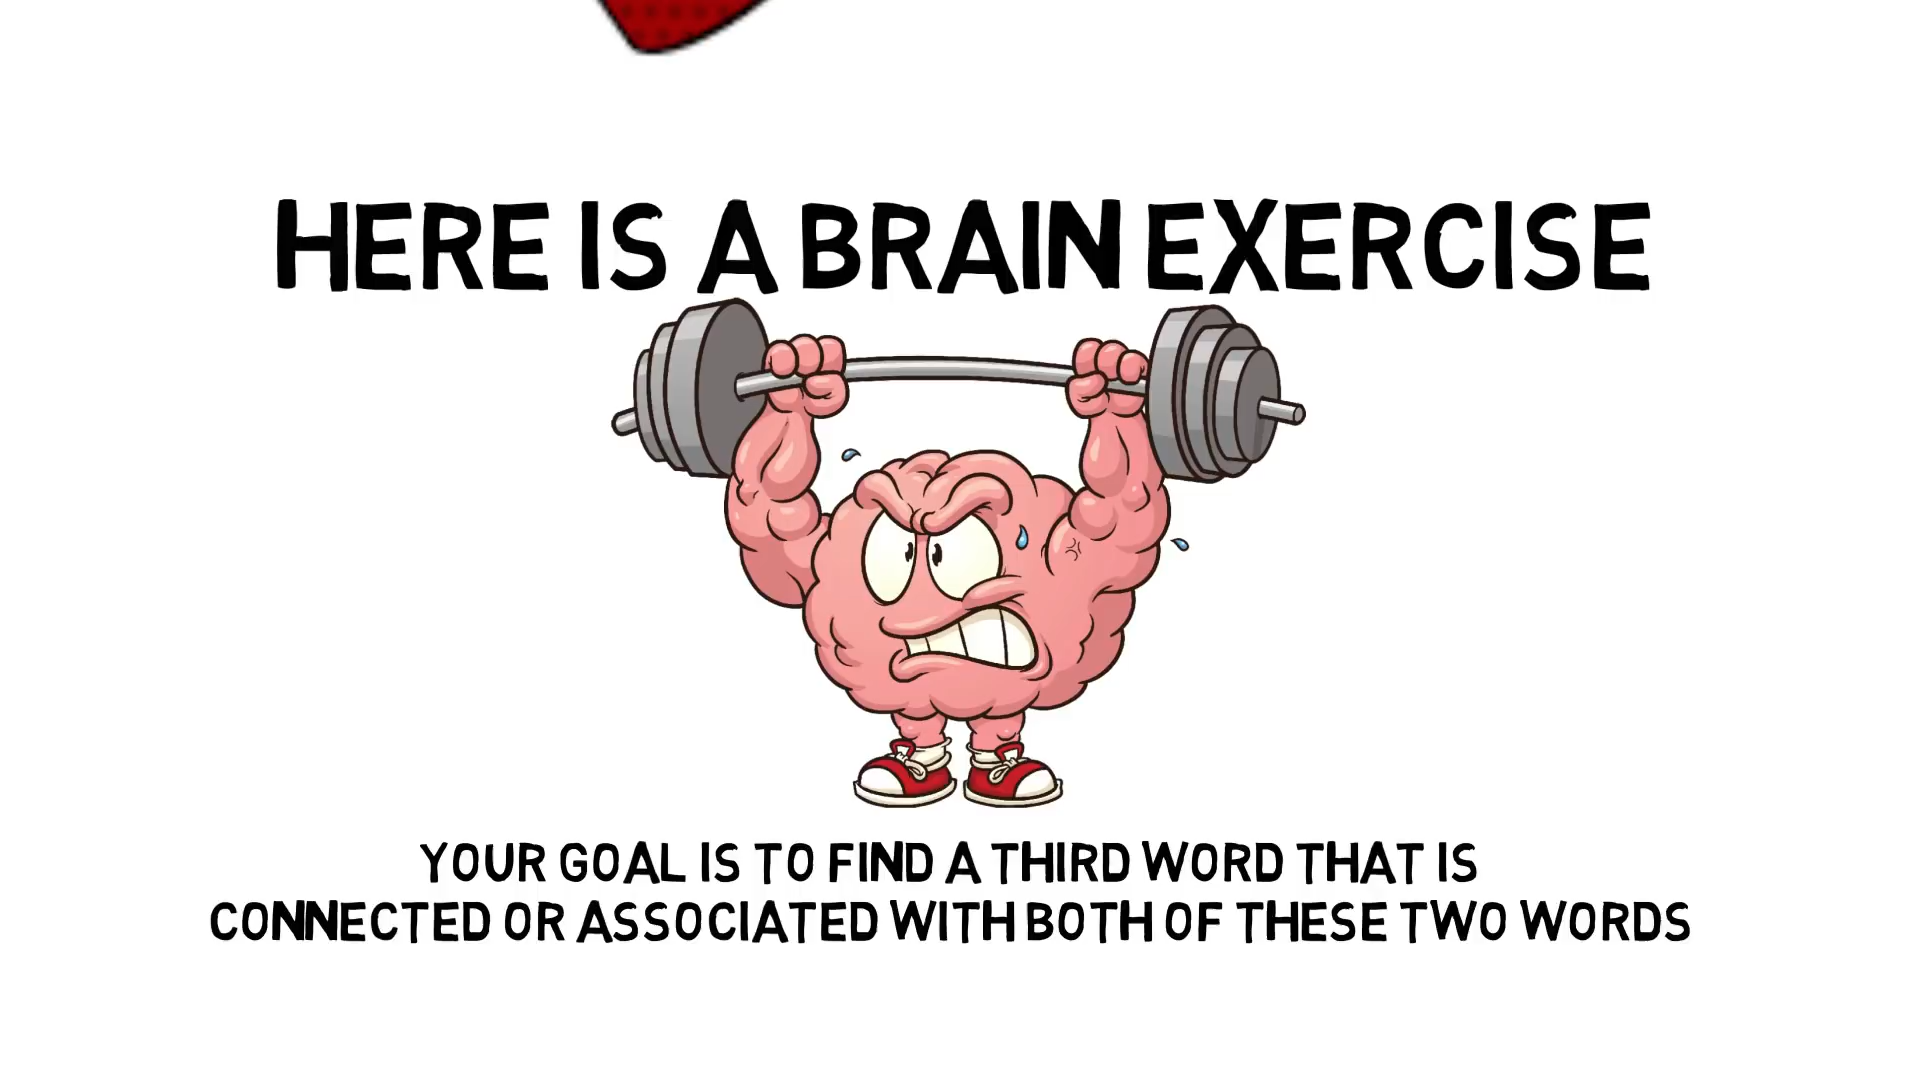 HERE IS A BRAIN EXERCISE
YOUR GOAL IS TO FIND A THIRD WORD THAT IS
CONNECTED OR ASSOCIATED WITH BOTH OF THESE TWO WORDS